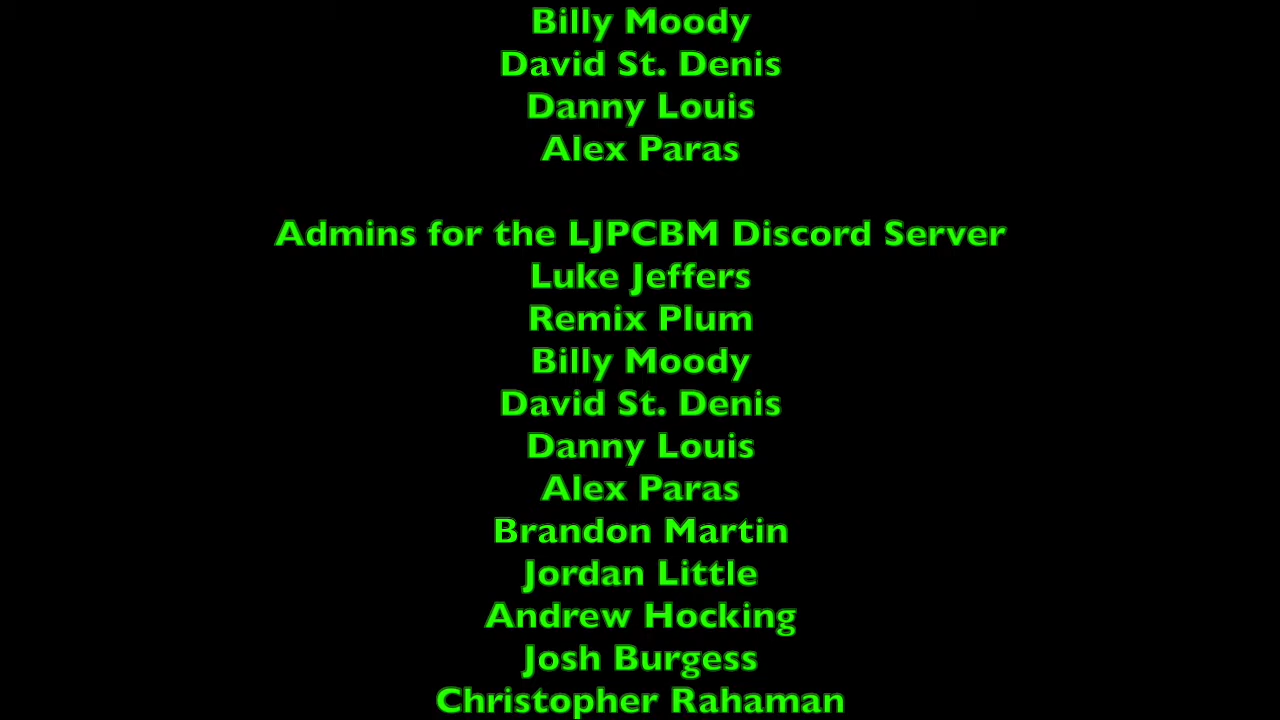 Billy Moody
David St. Denis
Danny Louis
Alex Paras
Admins for the LJPCBM Discord Server
Luke Jeffers
Remix Plum
Billy Moody
David St. Denis
Danny Louis
Alex Paras
Brandon Martin
Jordan Little
Andrew Hocking
Josh Burgess
Christopher Rahaman